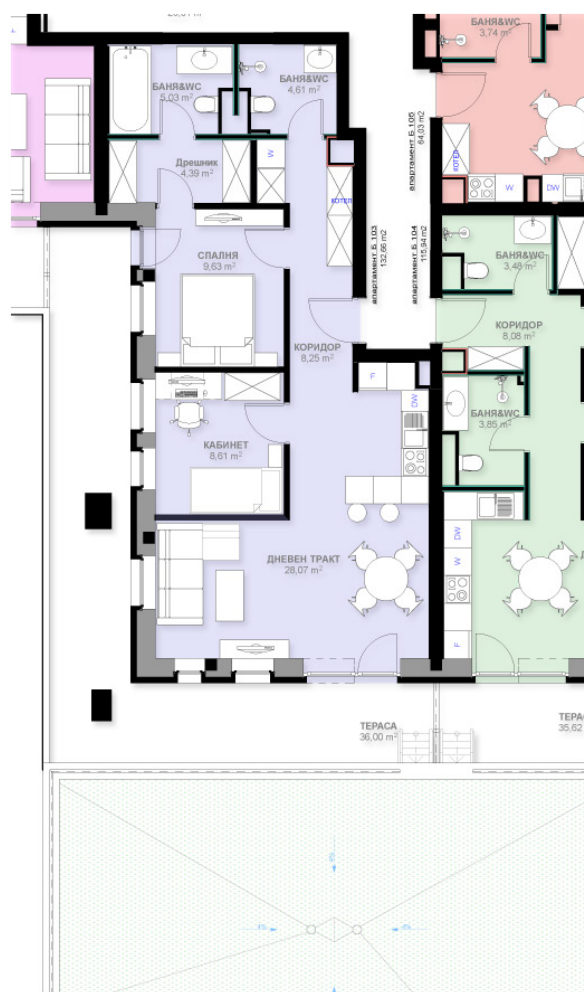 БАНЯ&WC
5,03 m²
БАНЯ&WC
4,61 m²
БАНЯ&WC
3,74 m²
Дрешник
4,39 m²
W
КОТЕЛ
СПАЛНЯ
9,63 m²
КОРИДОР
8,25 m²
апартамент Б 103
132,66 m2
апартамент Б 104
115,94 m2
апартамент Б 105
64,03 m2
КОТЕЛ
W
DW
БАНЯ&WC
3,48 m²
КОРИДОР
8,08 m²
F
DW
БАНЯ&WC
3,85 m²
КАБИНЕТ
8,61 m²
ДНЕВЕН ТРАКТ
28,07 m²
DW
W
F
ТЕРАСА
36,00 m²
ТЕРАС
35,62